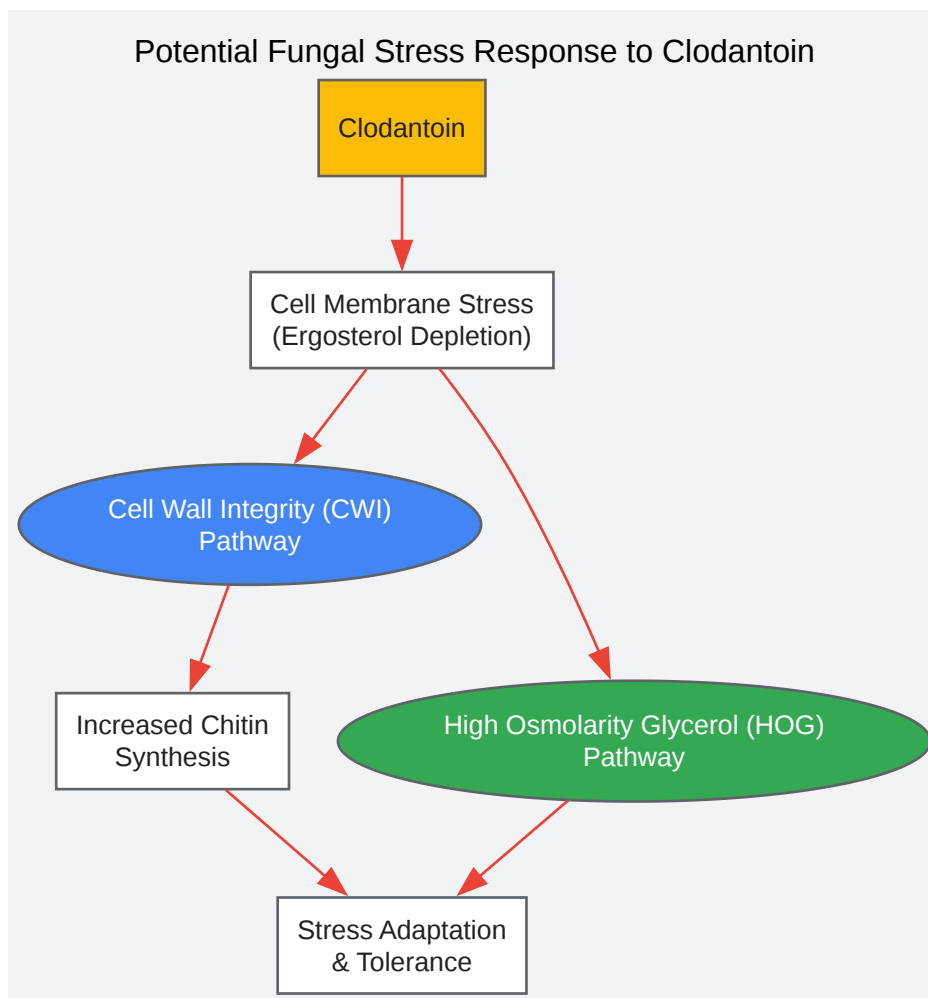 Potential Fungal Stress Response to Clodantoin
Clodantoin
Cell Membrane Stress
(Ergosterol Depletion)
Cell Wall Integrity (CWI)
Pathway
Increased Chitin
Synthesis
High Osmolarity Glycerol (HOG)
Pathway
Stress Adaptation
& Tolerance